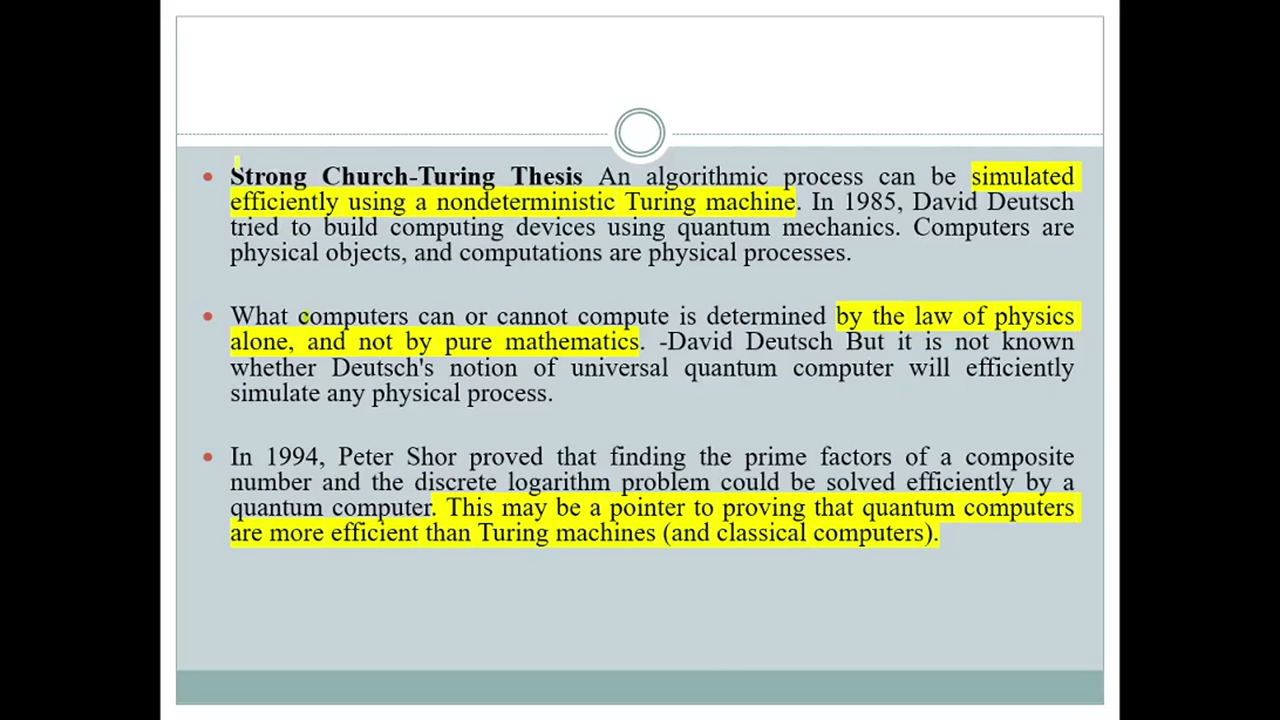 Strong Church-Turing Thesis An algorithmic process can be simulated
efficiently using a nondeterministic Turing machine. In 1985, David Deutsch
tried to build computing devices using quantum mechanics. Computers are
physical objects, and computations are physical processes.
What computers can or cannot compute is determined by the law of physics
alone, and not by pure mathematics. -David Deutsch But it is not known
whether Deutsch's notion of universal quantum computer will efficiently
simulate any physical process.
In 1994, Peter Shor proved that finding the prime factors of a composite
number and the discrete logarithm problem could be solved efficiently by a
quantum computer. This may be a pointer to proving that quantum computers
are more efficient than Turing machines (and classical computers).